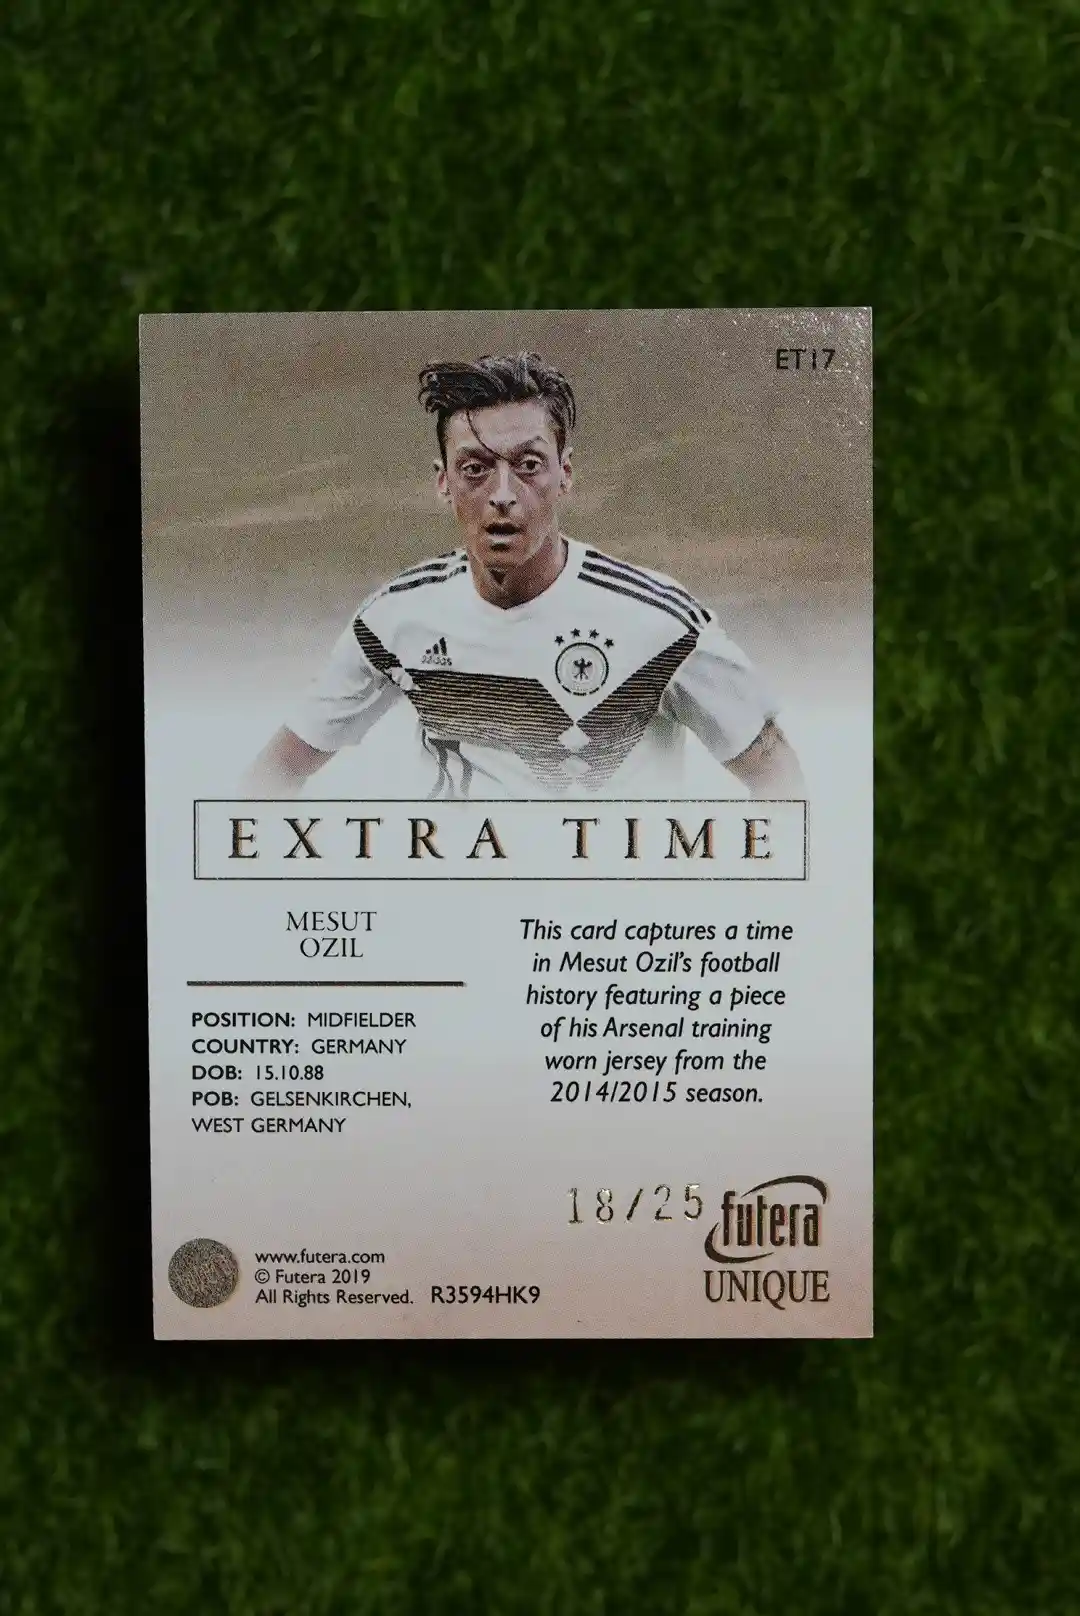 ET17
adidas
EXTRA TIME
MESUT
OZIL
POSITION: MIDFIELDER
COUNTRY: GERMANY
DOB: 15.10.88
POB: GELSENKIRCHEN,
WEST GERMANY
This card captures a time
in Mesut Ozil's football
history featuring a piece
of his Arsenal training
worn jersey from the
2014/2015 season.
18/25
futera
UNIQUE
www.futera.com
© Futera 2019
All Rights Reserved. R3594HK9